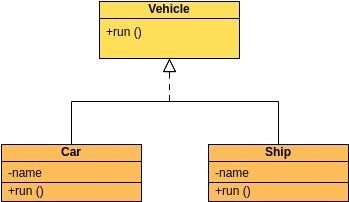 Vehicle
+run ()
Car
-name
+run ()
Ship
-name
+run ()